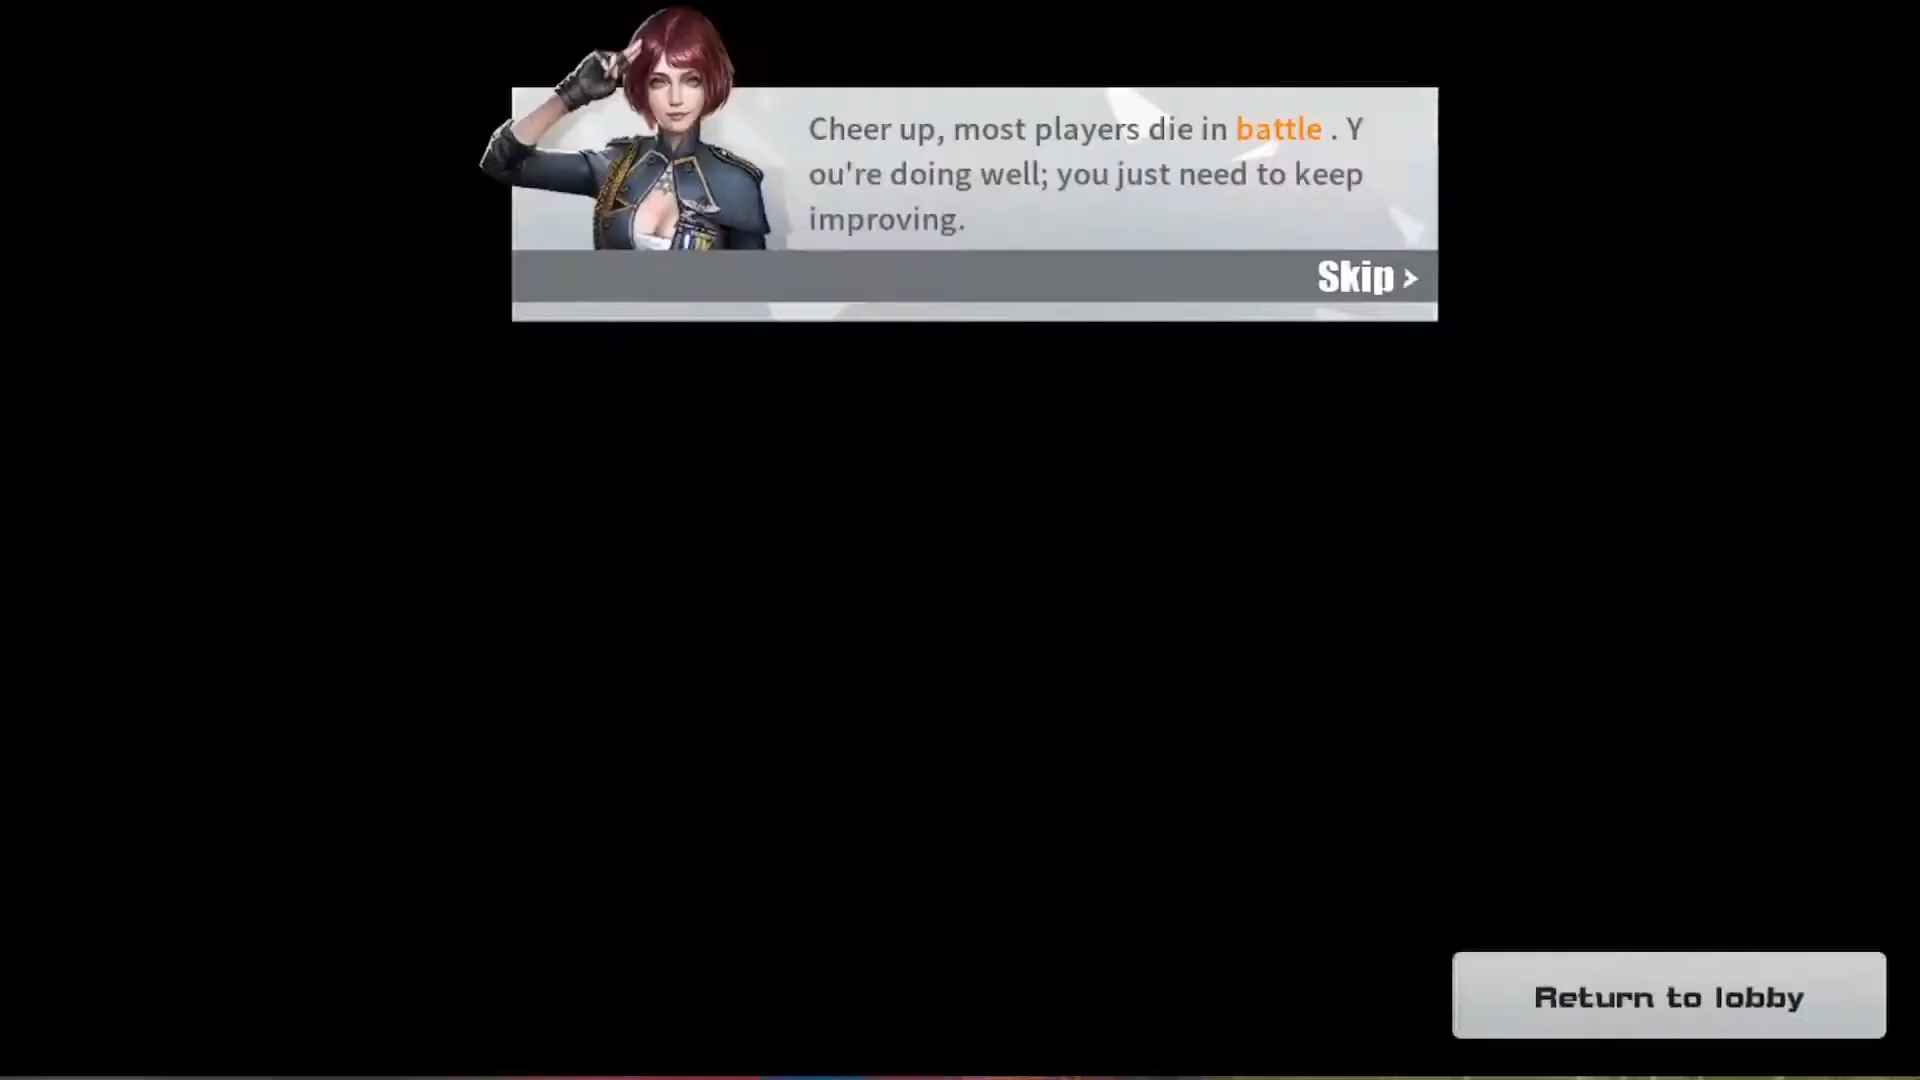 Cheer up, most players die in battle . Y
ou're doing well; you just need to keep
improving.
Skip >
Return to lobby